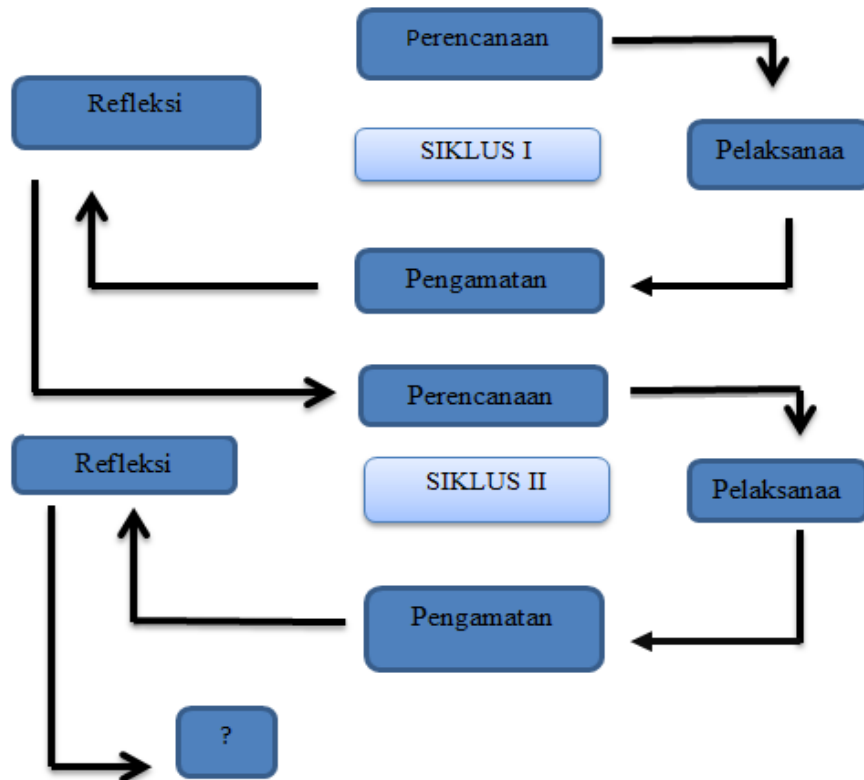 Perencanaan
Refleksi
SIKLUS I
Pelaksanaa
Pengamatan
Perencanaan
Refleksi
SIKLUS II
Pelaksanaa
Pengamatan
?